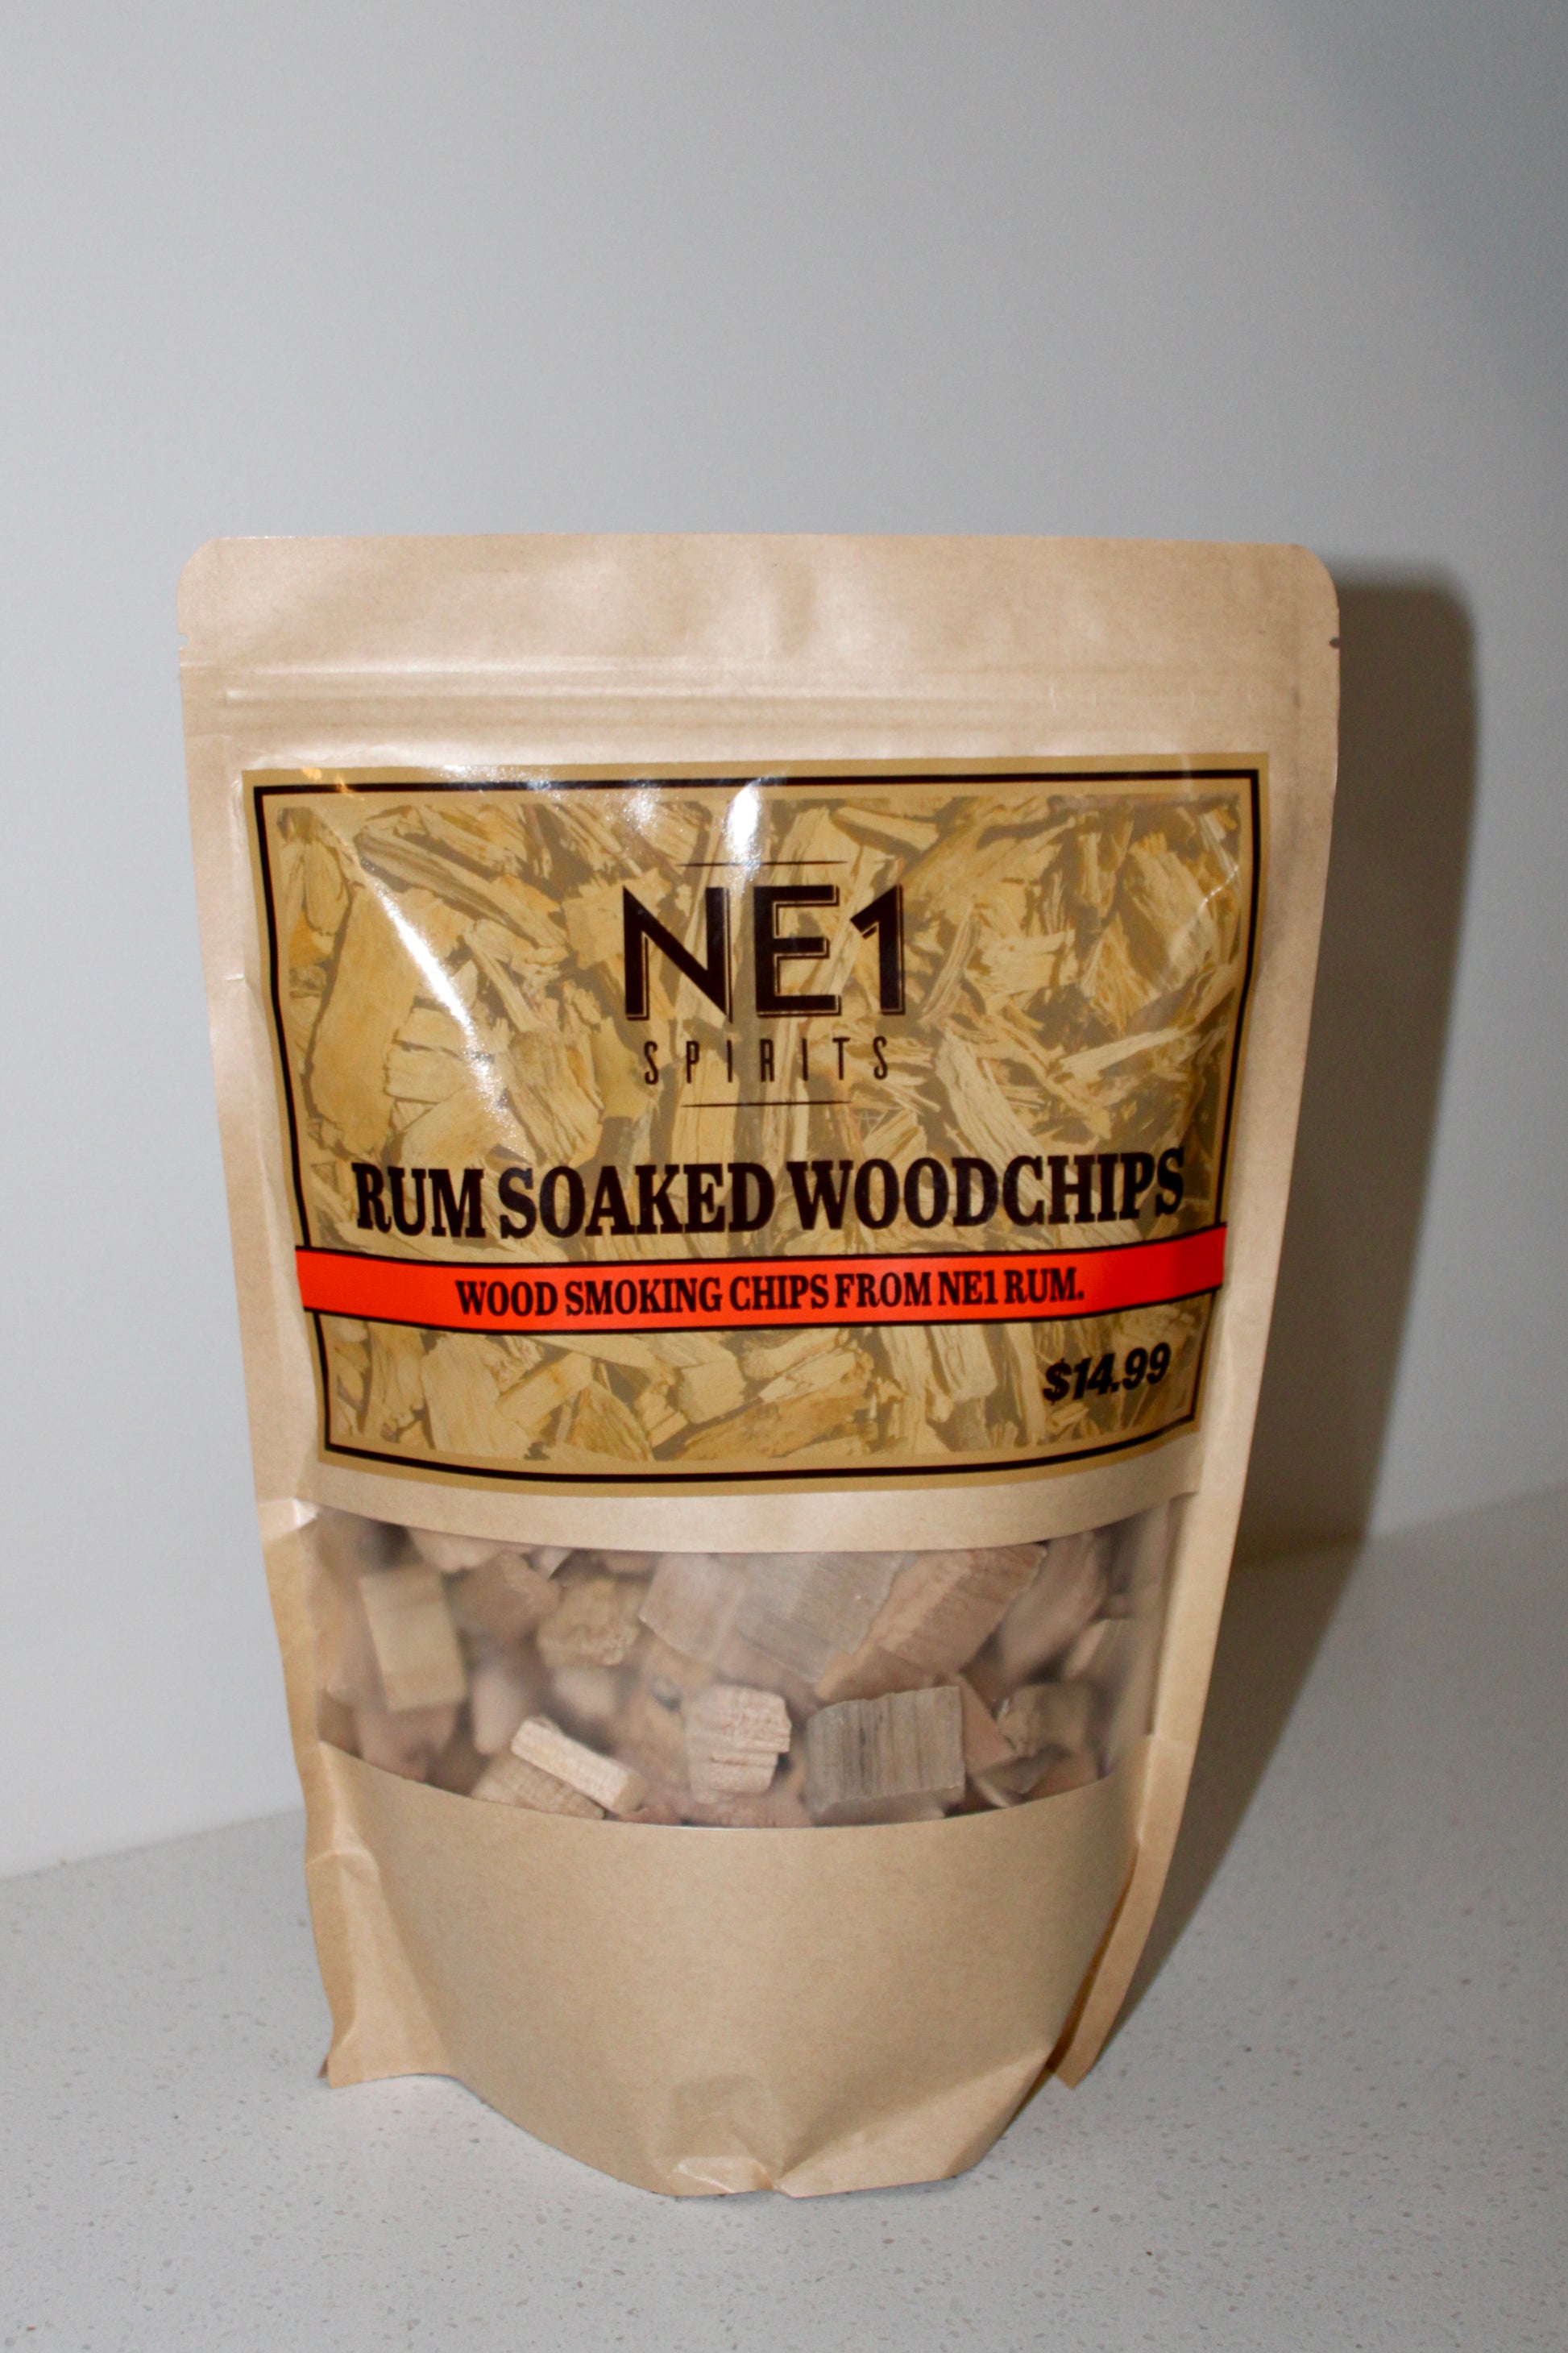 NE1
SPIRITS
RUM SOAKED WOODCHIPS
WOOD SMOKING CHIPS FROM NE1 RUM.
$14.99